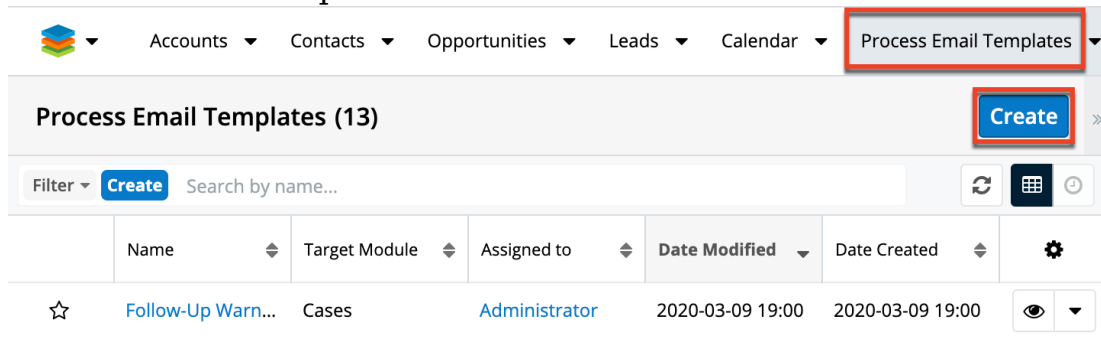 Accounts Contacts Opportunities Leads Calendar Process Email Templates
Process Email Templates (13) Create
Filter Create Search by name...
Name Target Module Assigned to Date Modified Date Created
Follow-Up Warn... Cases Administrator 2020-03-09 19:00 2020-03-09 19:00